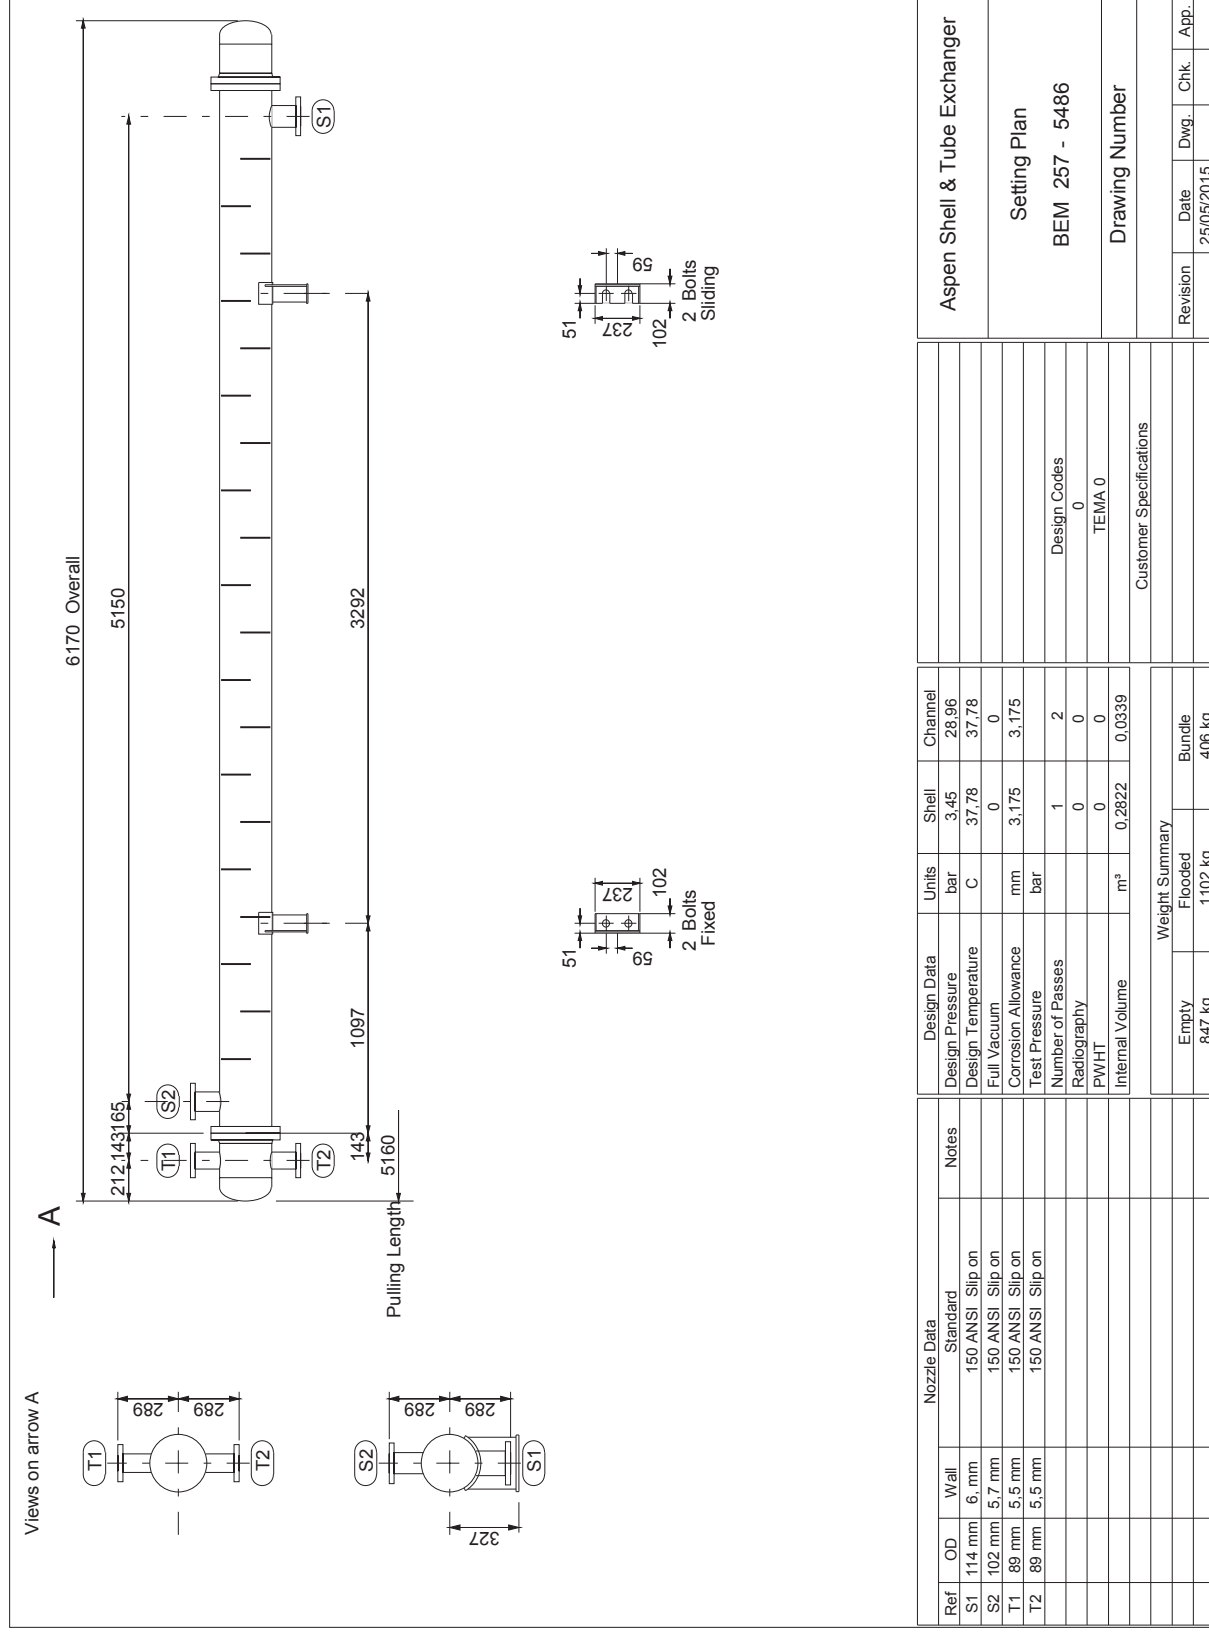 Views on arrow A
A
T1
289
289
T2
S2
289
289
S1
327
6170 Overall
5150
212
143
165
S2
T1
T2
S1
143
1097
3292
5160
Pulling Length
51
237
102
59
2 Bolts
Fixed
51
237
102
59
2 Bolts
Sliding
Nozzle Data
Ref OD Wall Standard Notes
S1 114 mm 6, mm 150 ANSI Slip on
S2 102 mm 5,7 mm 150 ANSI Slip on
T1 89 mm 5,5 mm 150 ANSI Slip on
T2 89 mm 5,5 mm 150 ANSI Slip on
Design Data Units Shell Channel
Design Pressure bar 3,45 28,96
Design Temperature C 37,78 37,78
Full Vacuum 0 0
Corrosion Allowance mm 3,175 3,175
Test Pressure bar
Number of Passes 1 2
Radiography 0 0
PWHT 0 0
Internal Volume m³ 0,2822 0,0339
Weight Summary
Empty Flooded Bundle
847 kg 1102 kg 406 kg
Design Codes
0
TEMA 0
Customer Specifications
Aspen Shell & Tube Exchanger
Setting Plan
BEM 257 - 5486
Drawing Number
Revision Date Dwg. Chk. App.
25/05/2015